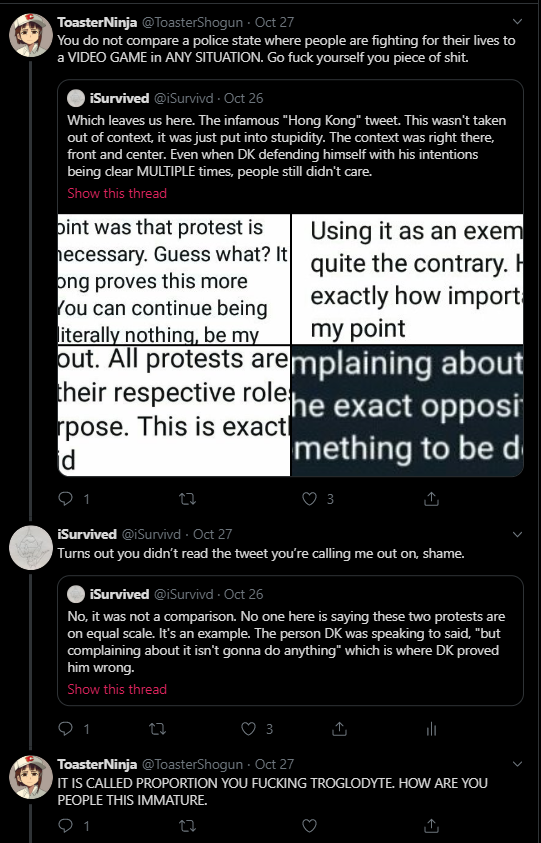 ToasterNinja @ToasterShogun · Oct 27
You do not compare a police state where people are fighting for their lives to
a VIDEO GAME in ANY SITUATION. Go fuck yourself you piece of shit.
iSurvived @iSurvivd · Oct 26
Which leaves us here. The infamous "Hong Kong" tweet. This wasn't taken
out of context, it was just put into stupidity. The context was right there,
front and center. Even when DK defending himself with his intentions
being clear MULTIPLE times, people still didn't care.
Show this thread
oint was that protest is
necessary. Guess what? It
ong proves this more
You can continue being
literally nothing, be my
Using it as an exem
quite the contrary. H
exactly how importa
my point
out. All protests are
their respective roles
rpose. This is exactl
id
mplaining about
he exact opposit
mething to be d
1
3
iSurvived @iSurvivd · Oct 27
Turns out you didn't read the tweet you're calling me out on, shame.
iSurvived @iSurvivd · Oct 26
No, it was not a comparison. No one here is saying these two protests are
on equal scale. It's an example. The person DK was speaking to said, "but
complaining about it isn't gonna do anything" which is where DK proved
him wrong.
Show this thread
1
3
ToasterNinja @ToasterShogun · Oct 27
IT IS CALLED PROPORTION YOU FUCKING TROGLODYTE. HOW ARE YOU
PEOPLE THIS IMMATURE.
1